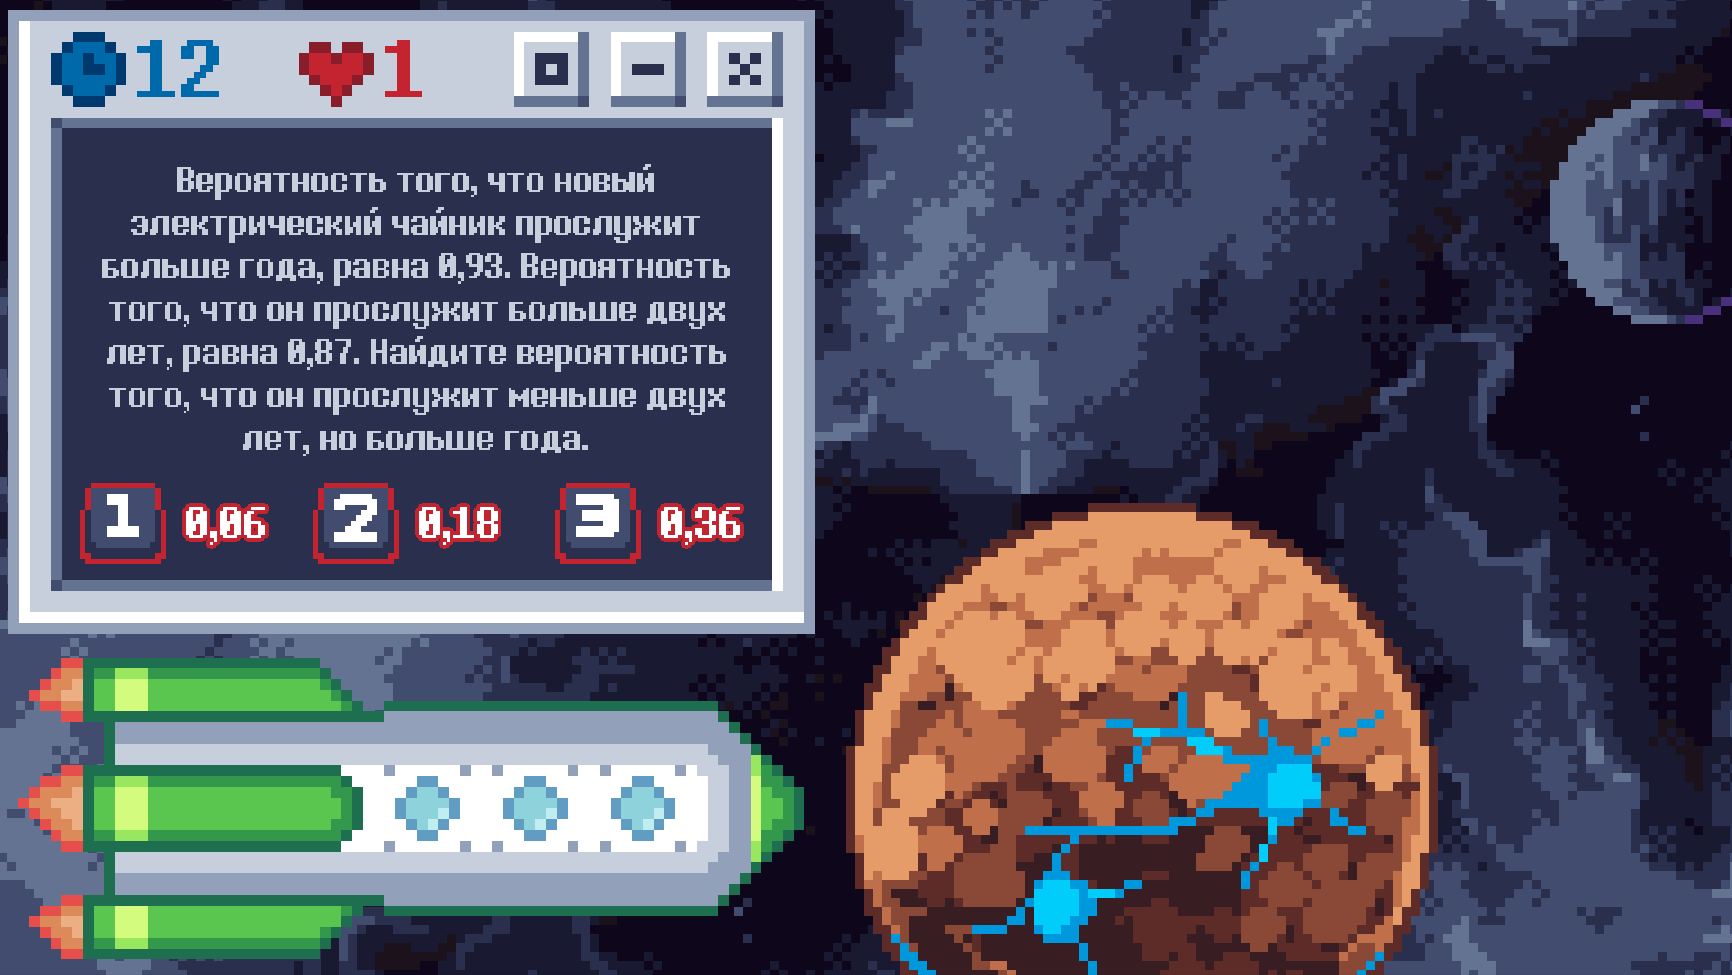 12 1
Вероятность того, что новый
электрический чайник прослужит
больше года, равна 0,93. Вероятность
того, что он прослужит больше двух
лет, равна 0,87. Найдите вероятность
того, что он прослужит меньше двух
лет, но больше года.
1 0,06 2 0,18 3 0,36